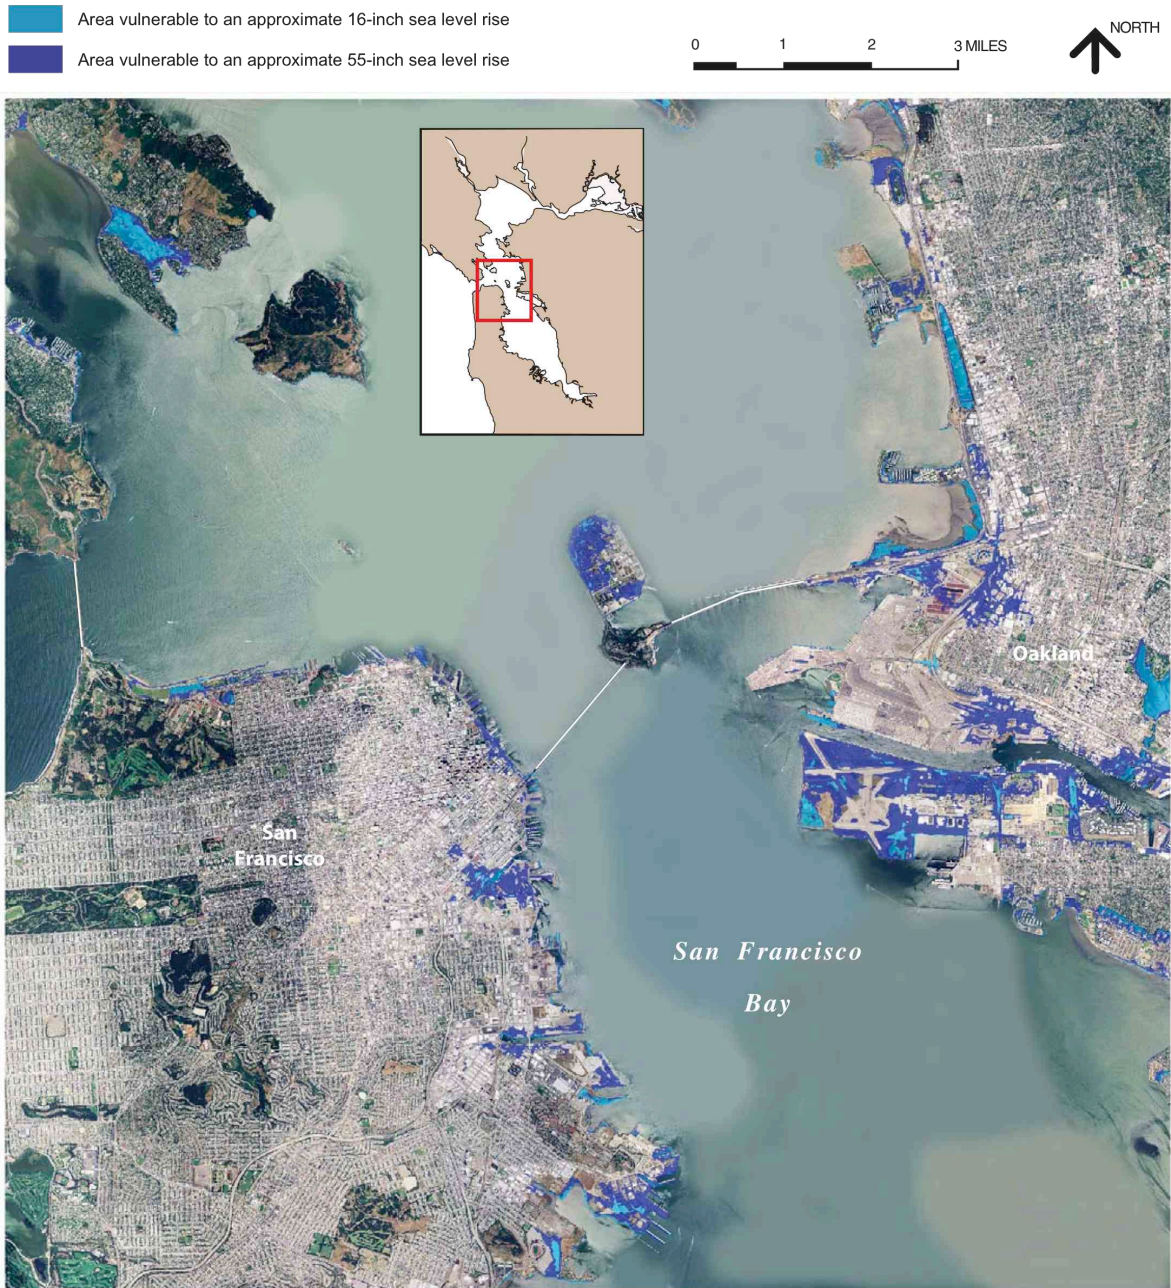 Area vulnerable to an approximate 16-inch sea level rise
Area vulnerable to an approximate 55-inch sea level rise
0 1 2 3 MILES
NORTH
Oakland
San
Francisco
San Francisco
Bay